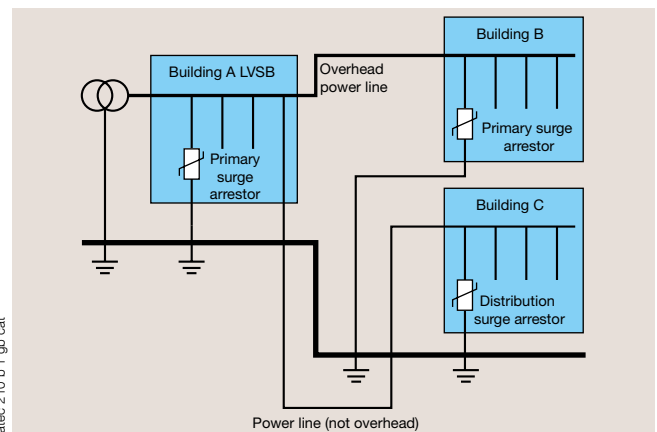 Building A LVSB
Primary
surge
arrestor
Overhead
power line
Building B
Primary surge
arrestor
Building C
Distribution
surge arrestor
Power line (not overhead)